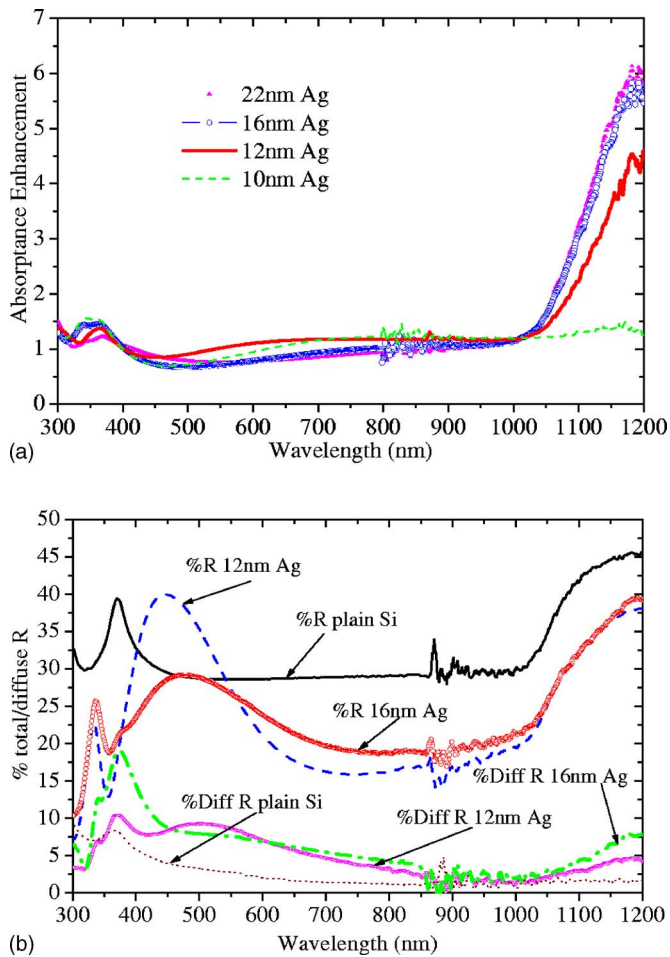 7
6
5
4
3
2
1
0
Absorptance Enhancement
22nm Ag
16nm Ag
12nm Ag
10nm Ag
300 400 500 600 700 800 900 1000 1100 1200
(a) Wavelength (nm)
50
45
40
35
30
25
20
15
10
5
0
% total/diffuse R
%R 12nm Ag
%R plain Si
%R 16nm Ag
%Diff R 16nm Ag
%Diff R plain Si
%Diff R 12nm Ag
300 400 500 600 700 800 900 1000 1100 1200
(b) Wavelength (nm)